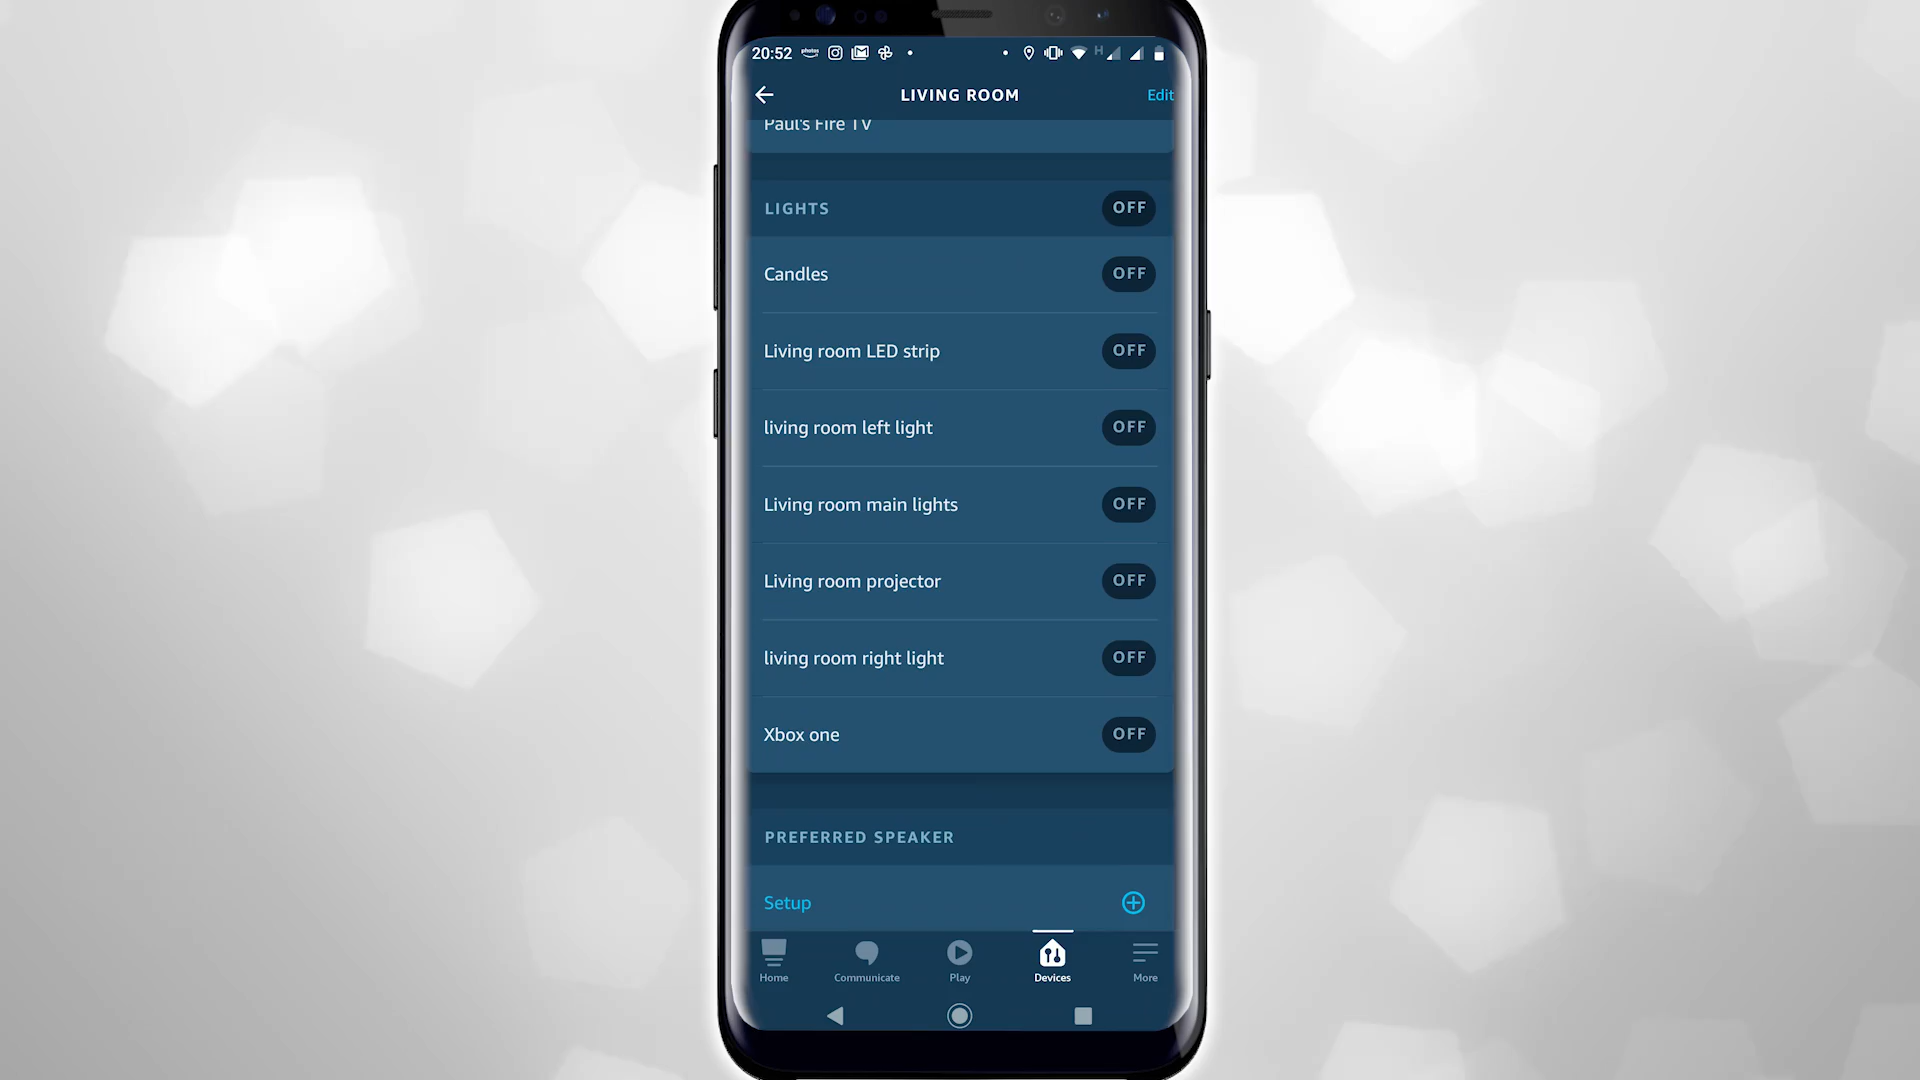 20:52 photos H
LIVING ROOM Edit
Paul's Fire TV
LIGHTS OFF
Candles OFF
Living room LED strip OFF
living room left light OFF
Living room main lights OFF
Living room projector OFF
living room right light OFF
Xbox one OFF
PREFERRED SPEAKER
Setup
Home Communicate Play Devices More